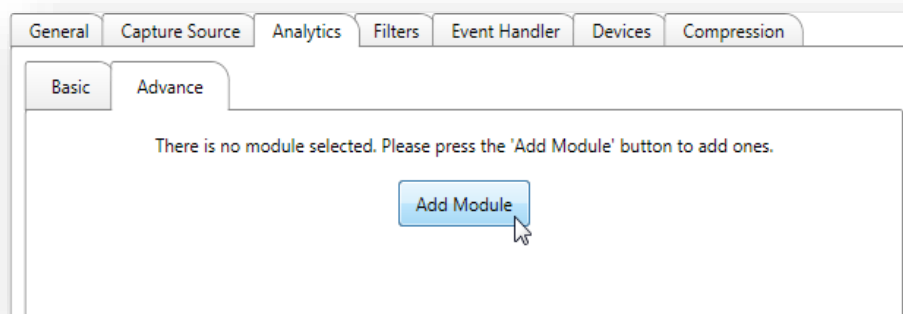 General Capture Source Analytics Filters Event Handler Devices Compression
Basic Advance
There is no module selected. Please press the 'Add Module' button to add ones.
Add Module